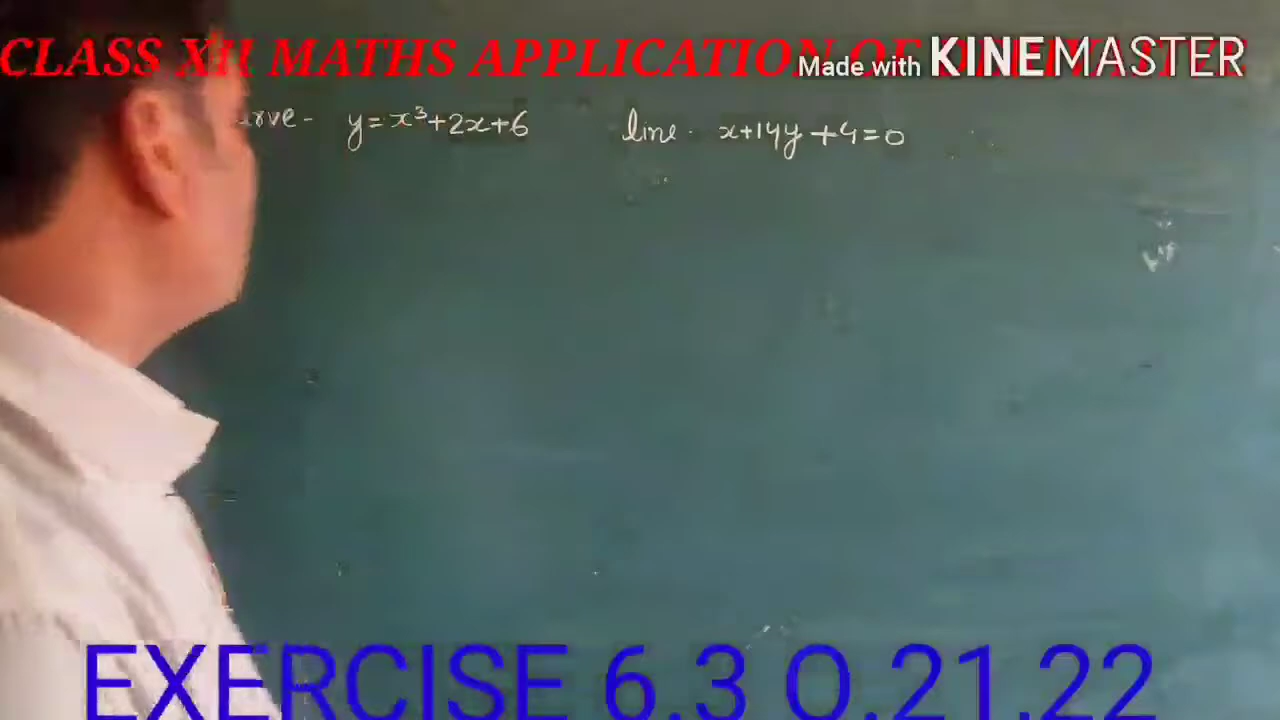 CLASS XII MATHS APPLICATION OF
Made with KINEMASTER
y=x³+2x+6 line - x+14y+4=0
EXERCISE 6.3 Q.21,22